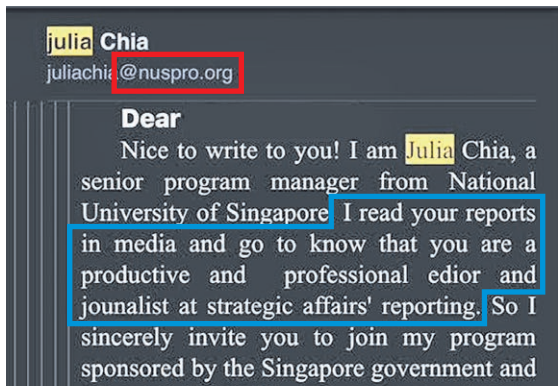 julia Chia
juliachia@nuspro.org
Dear
Nice to write to you! I am Julia Chia, a
senior program manager from National
University of Singapore. I read your reports
in media and go to know that you are a
productive and professional edior and
jounalist at strategic affairs' reporting. So I
sincerely invite you to join my program
sponsored by the Singapore government and